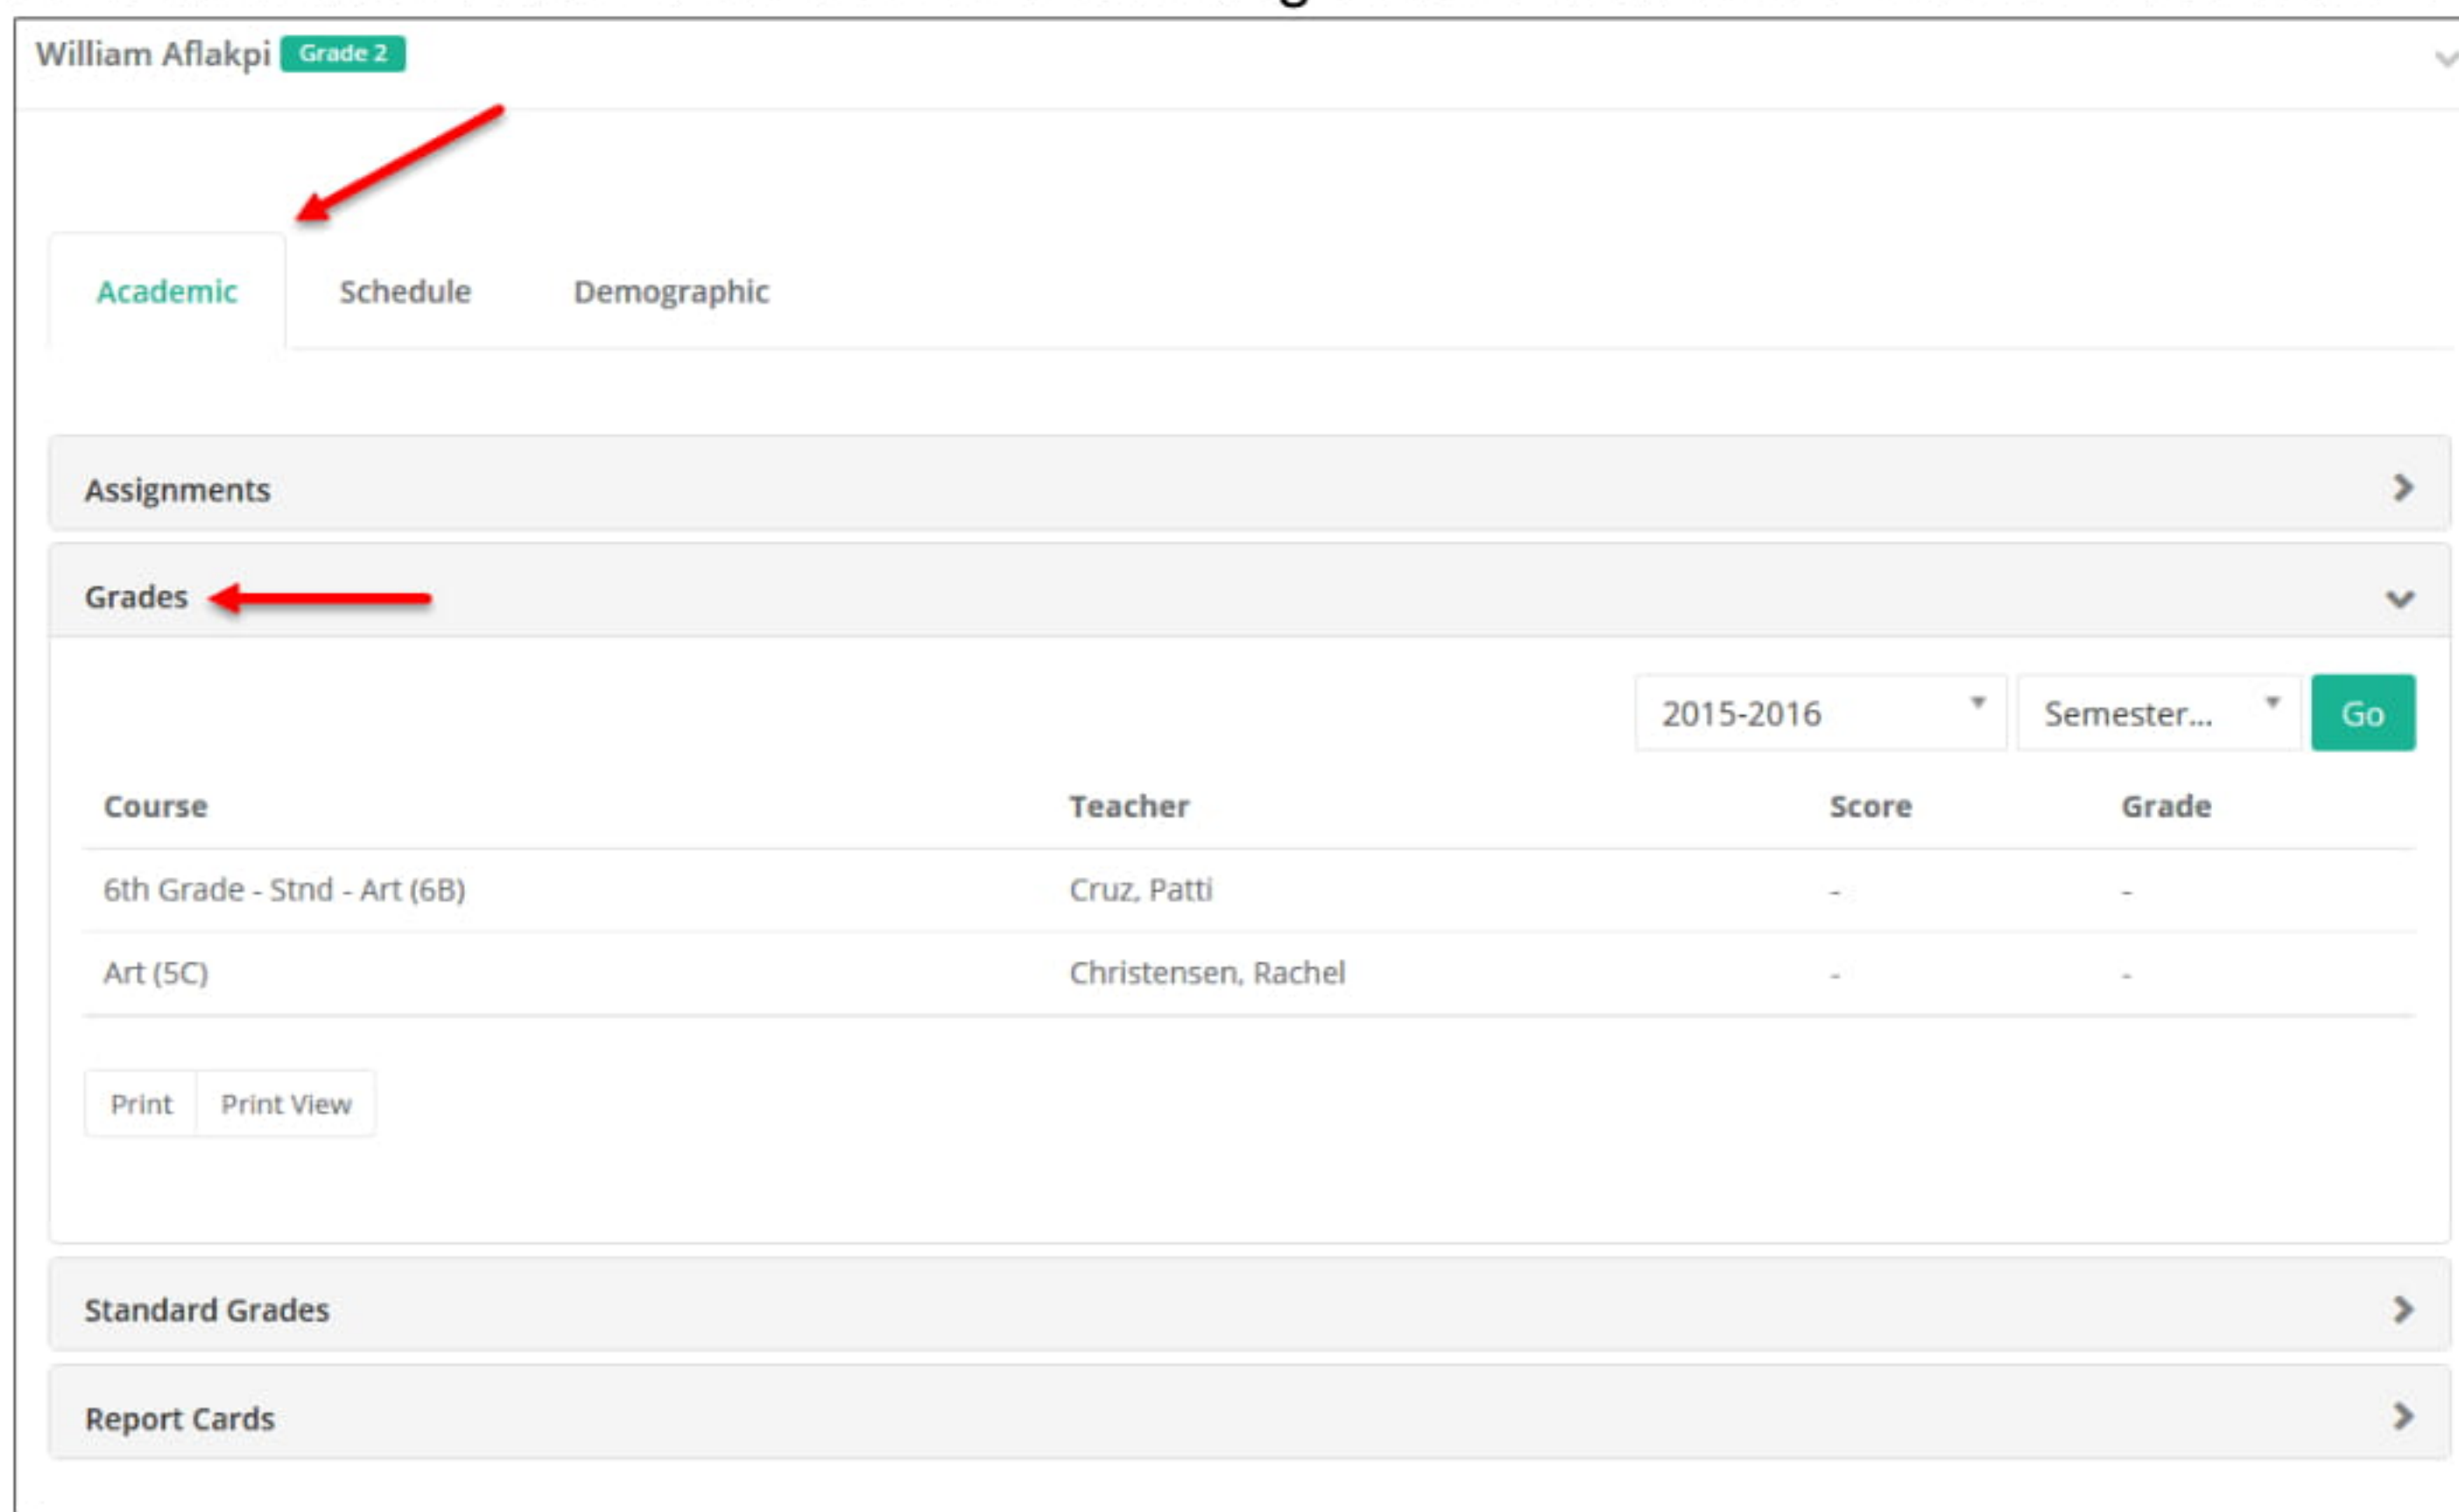 William Aflakpi Grade 2
Academic Schedule Demographic
Assignments
Grades
2015-2016 Semester... Go
Course Teacher Score Grade
6th Grade - Stnd - Art (6B) Cruz, Patti - -
Art (5C) Christensen, Rachel - -
Print Print View
Standard Grades
Report Cards